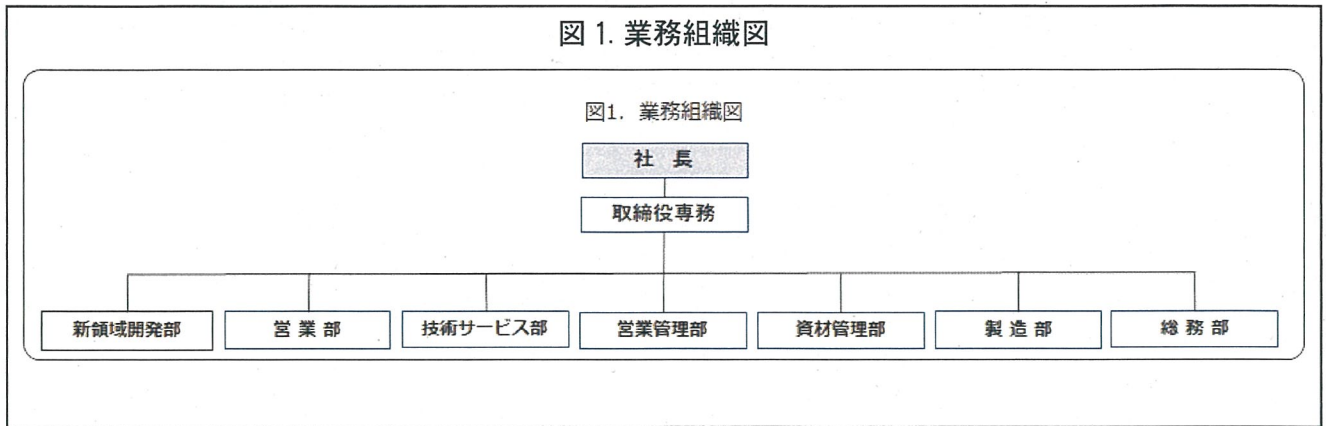 図 1. 業務組織図
図1. 業務組織図
社 長
取締役専務
新領域開発部 営 業 部 技術サービス部 営業管理部 資材管理部 製 造 部 総 務 部